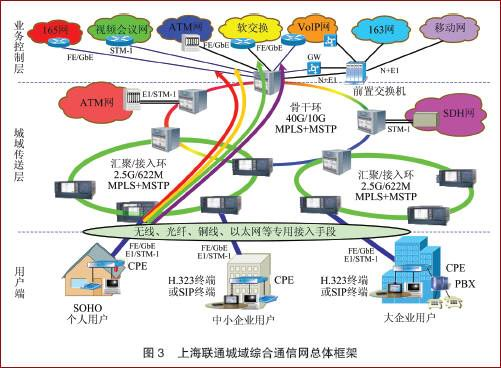 业务控制层
165网
视频会议网
ATM网
软交换
VoIP网
163网
移动网
FE/GbE
STM-1
FE/GbE
FE/GbE
GW
N+E1
N+E1
前置交换机
城域传送层
ATM网
E1/STM-1
骨干环
40G/10G
MPLS+MSTP
SDH网
STM-1
汇聚/接入环
2.5G/622M
MPLS+MSTP
汇聚/接入环
2.5G/622M
MPLS+MSTP
无线、光纤、铜线、以太网等专用接入手段
用户端
FE/GbE
E1/STM-1
CPE
SOHO
个人用户
FE/GbE
E1/STM-1
CPE
H.323终端
或SIP终端
中小企业用户
FE/GbE
E1/STM-1
CPE
PBX
H.323终端
或SIP终端
大企业用户
图 3 上海联通城域综合通信网总体框架